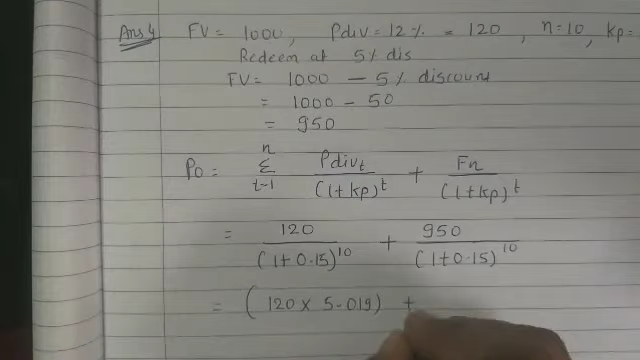 Ans 4 FV = 1000, Pdiv = 12% = 120, n=10, kp=
Redeem at 5% dis
FV = 1000 - 5% discount
= 1000 - 50
= 950
P0 = n Σ t=1 Pdivt / (1+kp)^t + Fn / (1+kp)^t
= 120 / (1+0.15)^10 + 950 / (1+0.15)^10
= (120 × 5.019) +